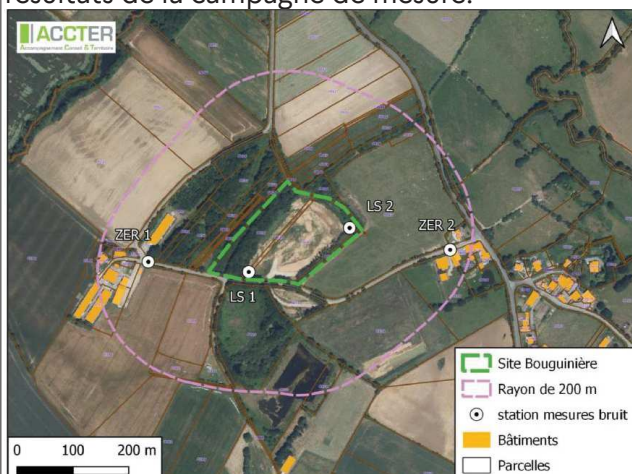 résultats de la campagne de mesure.
ACCTER
Accompagnement Conseil & Territoire
ZER 1
LS 1
LS 2
ZER 2
Site Bouguinière
Rayon de 200 m
station mesures bruit
Bâtiments
Parcelles
0 100 200 m